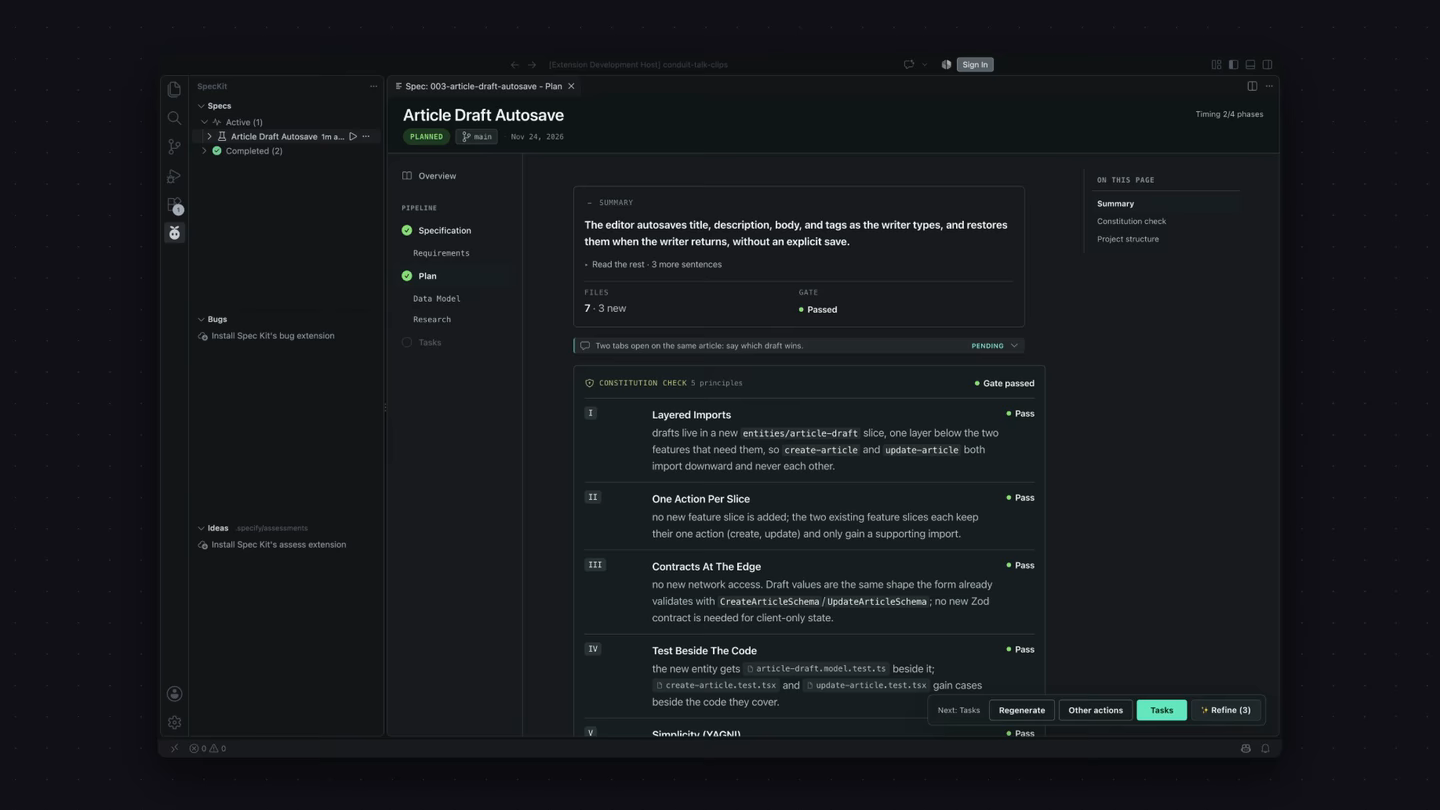 [Extension Development Host] conduit-talk-clips
Sign In
SpecKit
Specs
Active (1)
Article Draft Autosave 1m a...
Completed (2)
1
Bugs
Install Spec Kit's bug extension
Ideas specify/assessments
Install Spec Kit's assess extension
Spec: 003-article-draft-autosave - Plan
Article Draft Autosave
PLANNED
main
Nov 24, 2026
Timing 2/4 phases
Overview
PIPELINE
Specification
Requirements
Plan
Data Model
Research
Tasks
SUMMARY
The editor autosaves title, description, body, and tags as the writer types, and restores
them when the writer returns, without an explicit save.
Read the rest · 3 more sentences
FILES
7 · 3 new
GATE
Passed
Two tabs open on the same article: say which draft wins.
PENDING
CONSTITUTION CHECK 5 principles
Gate passed
I
Layered Imports
Pass
drafts live in a new entities/article-draft slice, one layer below the two
features that need them, so create-article and update-article both
import downward and never each other.
II
One Action Per Slice
Pass
no new feature slice is added; the two existing feature slices each keep
their one action (create, update) and only gain a supporting import.
III
Contracts At The Edge
Pass
no new network access. Draft values are the same shape the form already
validates with CreateArticleSchema/UpdateArticleSchema; no new Zod
contract is needed for client-only state.
IV
Test Beside The Code
Pass
the new entity gets article-draft.model.test.ts beside it;
create-article.test.tsx and update-article.test.tsx gain cases
beside the code they cover.
V
Simplicity (YAGNI)
Pass
ON THIS PAGE
Summary
Constitution check
Project structure
Next: Tasks
Regenerate
Other actions
Tasks
Refine (3)
0
0